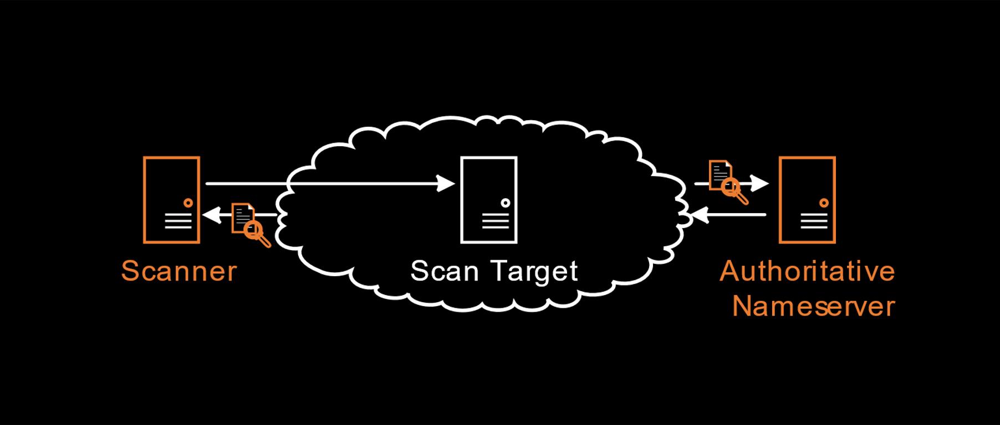 Scanner
Scan Target
Authoritative
Nameserver